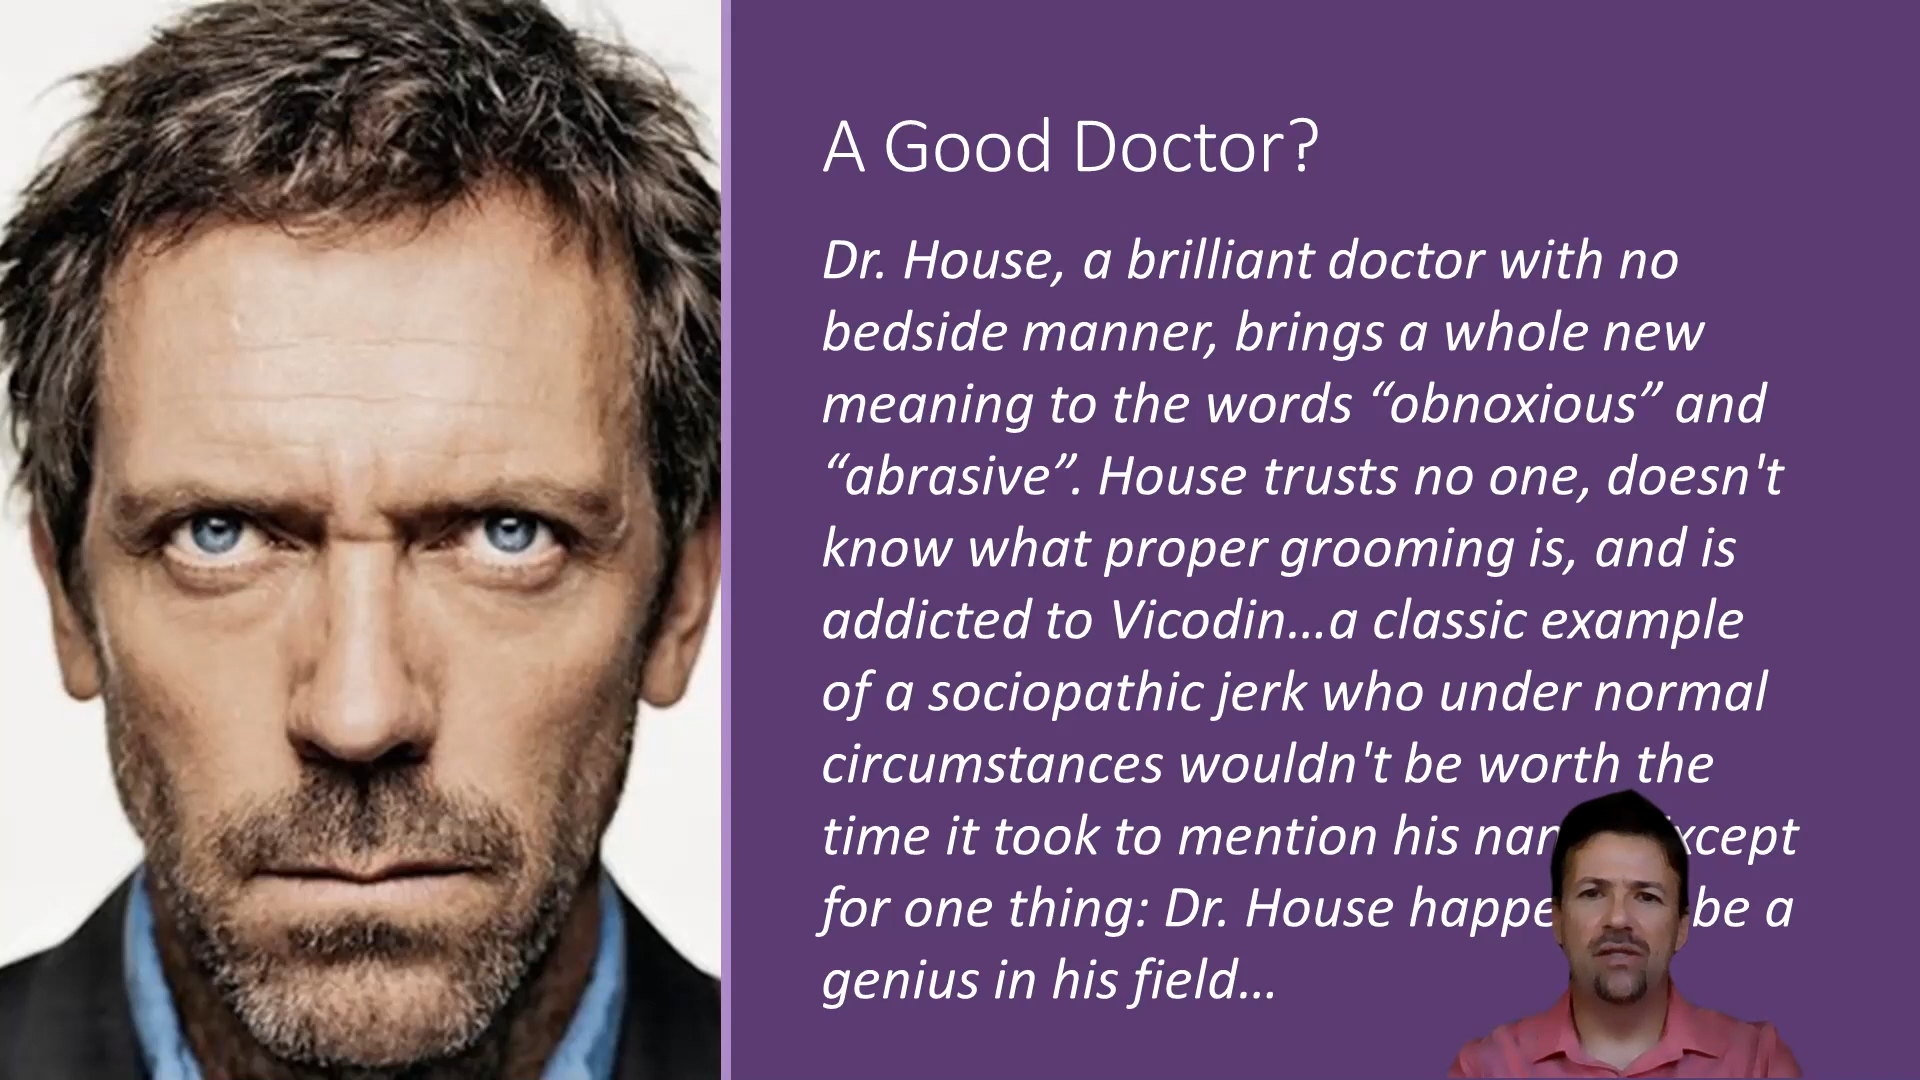 A Good Doctor?
Dr. House, a brilliant doctor with no
bedside manner, brings a whole new
meaning to the words “obnoxious” and
“abrasive”. House trusts no one, doesn't
know what proper grooming is, and is
addicted to Vicodin…a classic example
of a sociopathic jerk who under normal
circumstances wouldn't be worth the
time it took to mention his
for one thing: Dr. House be a
genius in his field…